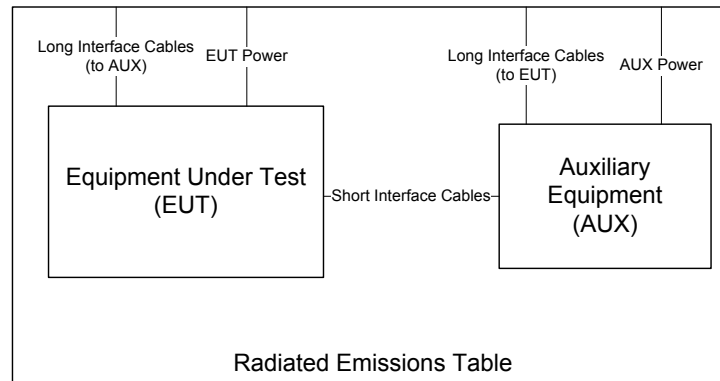 Long Interface Cables
(to AUX)
EUT Power
Long Interface Cables
(to EUT)
AUX Power
Equipment Under Test
(EUT)
Short Interface Cables
Auxiliary
Equipment
(AUX)
Radiated Emissions Table